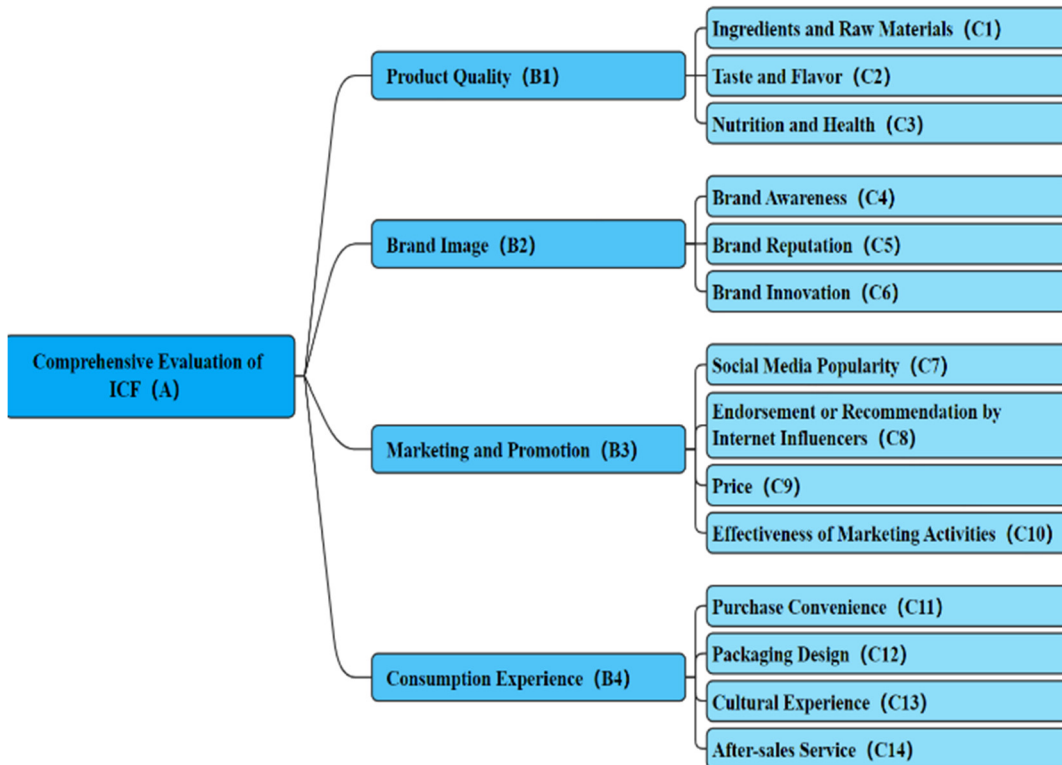 Comprehensive Evaluation of
ICF（A）
Product Quality（B1）
Ingredients and Raw Materials（C1）
Taste and Flavor（C2）
Nutrition and Health（C3）
Brand Image（B2）
Brand Awareness（C4）
Brand Reputation（C5）
Brand Innovation（C6）
Marketing and Promotion（B3）
Social Media Popularity（C7）
Endorsement or Recommendation by
Internet Influencers（C8）
Price（C9）
Effectiveness of Marketing Activities（C10）
Consumption Experience（B4）
Purchase Convenience（C11）
Packaging Design（C12）
Cultural Experience（C13）
After-sales Service（C14）